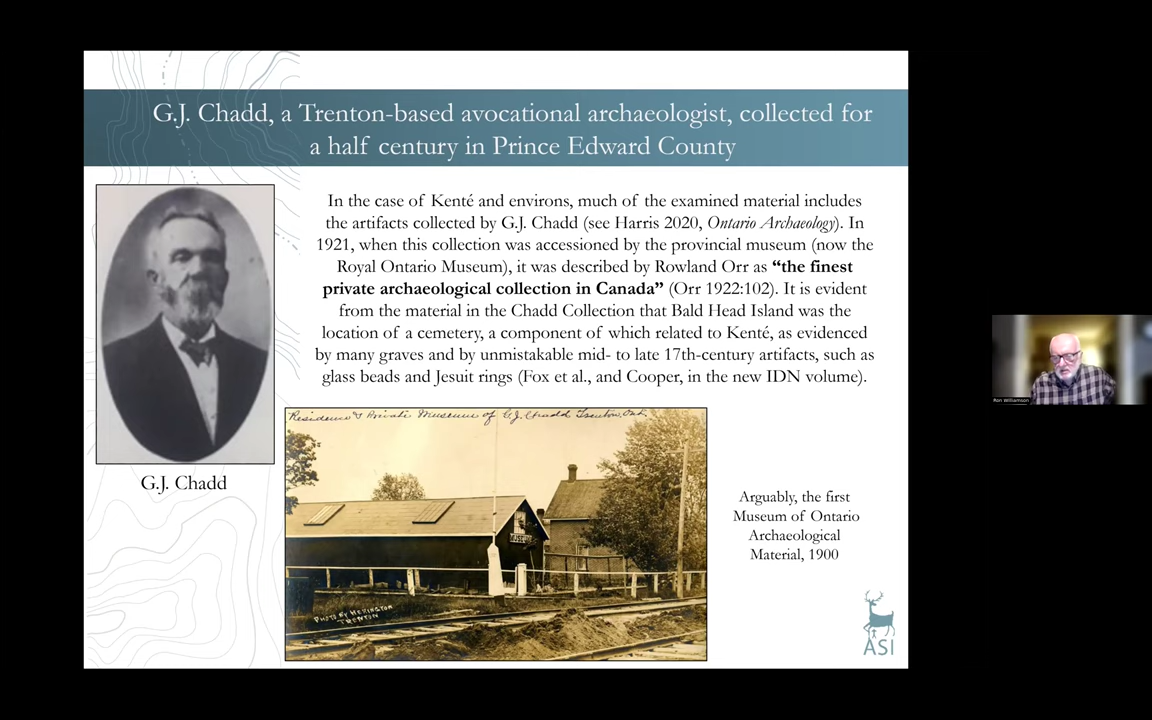 G.J. Chadd, a Trenton-based avocational archaeologist, collected for
a half century in Prince Edward County
In the case of Kenté and environs, much of the examined material includes
the artifacts collected by G.J. Chadd (see Harris 2020, Ontario Archaeology). In
1921, when this collection was accessioned by the provincial museum (now the
Royal Ontario Museum), it was described by Rowland Orr as “the finest
private archaeological collection in Canada” (Orr 1922:102). It is evident
from the material in the Chadd Collection that Bald Head Island was the
location of a cemetery, a component of which related to Kenté, as evidenced
by many graves and by unmistakable mid- to late 17th-century artifacts, such as
glass beads and Jesuit rings (Fox et al., and Cooper, in the new IDN volume).
G.J. Chadd
Residence & Private Museum of G.J. Chadd Trenton, Ont.
PHOTO BY HERINGTON
TRENTON
Arguably, the first
Museum of Ontario
Archaeological
Material, 1900
ASI
Ron Williamson